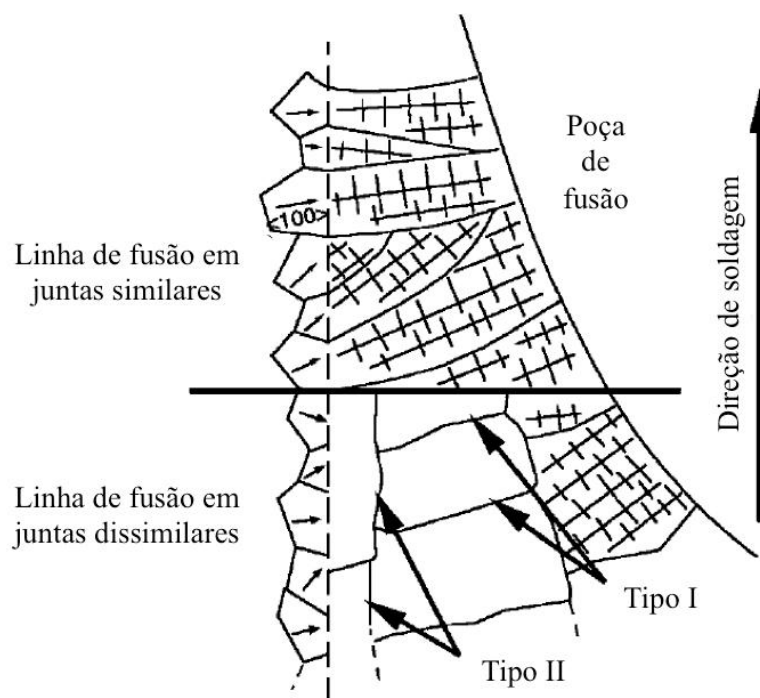 Poça
de
fusão
<100>
Linha de fusão em
juntas similares
Direção de soldagem
Linha de fusão em
juntas dissimilares
Tipo I
Tipo II